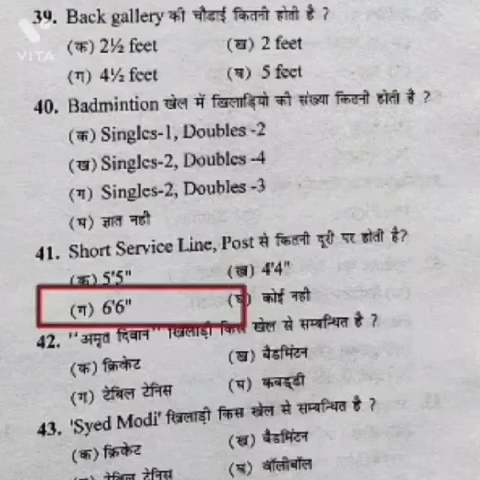 VITA
39. Back gallery की चौडाई कितनी होती है ?
(क) 2½ feet (ख) 2 feet
(ग) 4½ feet (घ) 5 feet
40. Badmintion खेल में खिलाडि़यो की संख्या कितनी होती है ?
(क) Singles-1, Doubles -2
(ख) Singles-2, Doubles -4
(ग) Singles-2, Doubles -3
(घ) ज्ञात नही
41. Short Service Line, Post से कितनी दूरी पर होती है?
(क) 5'5" (ख) 4'4"
(ग) 6'6" (घ) कोई नही
42. "अमृत दिवान" खिलाडी किस खेल से सम्बन्धित है ?
(क) क्रिकेट (ख) बैडमिंटन
(ग) टेबिल टेनिस (घ) कबड्डी
43. 'Syed Modi' खिलाडी किस खेल से सम्बन्धित है ?
(क) क्रिकेट (ख) बैडमिंटन
टेबिल टेनिस (घ) वॉलीबॉल